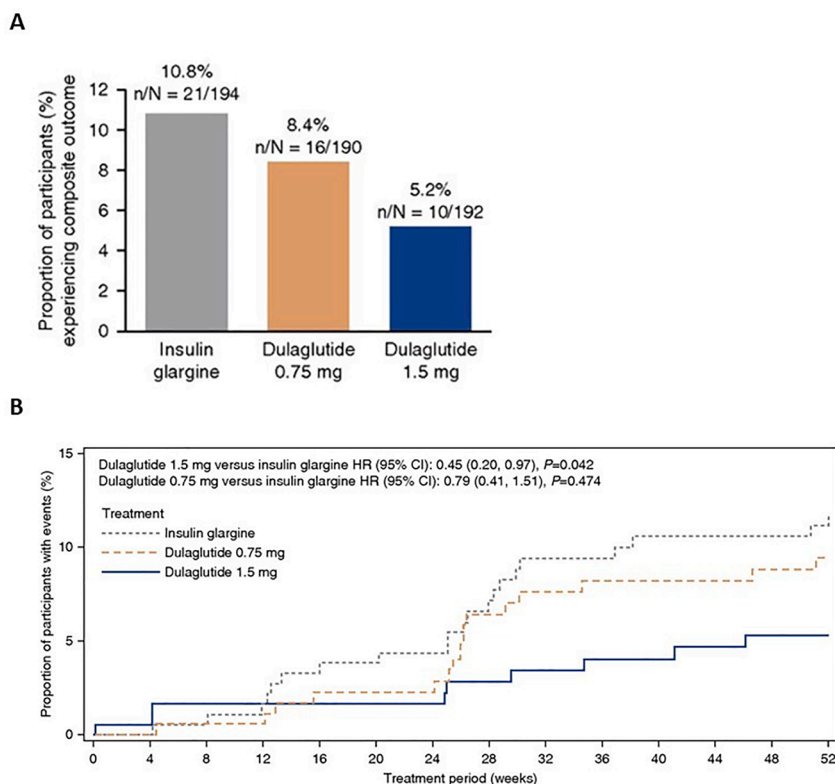 A
Proportion of participants (%)
experiencing composite outcome
12
10
8
6
4
2
0
10.8%
n/N = 21/194
8.4%
n/N = 16/190
5.2%
n/N = 10/192
Insulin
glargine
Dulaglutide
0.75 mg
Dulaglutide
1.5 mg
B
Proportion of participants with events (%)
15
10
5
0
Dulaglutide 1.5 mg versus insulin glargine HR (95% CI): 0.45 (0.20, 0.97), P=0.042
Dulaglutide 0.75 mg versus insulin glargine HR (95% CI): 0.79 (0.41, 1.51), P=0.474
Treatment
Insulin glargine
Dulaglutide 0.75 mg
Dulaglutide 1.5 mg
0 4 8 12 16 20 24 28 32 36 40 44 48 52
Treatment period (weeks)